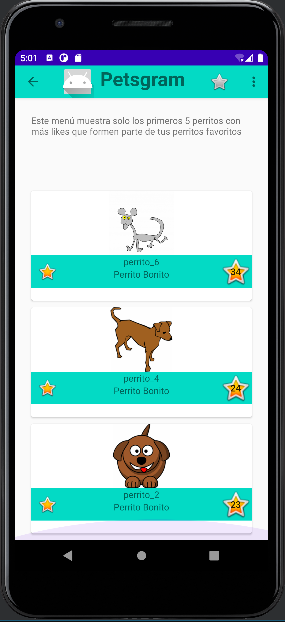 5:01
Petsgram
Este menú muestra solo los primeros 5 perritos con
más likes que formen parte de tus perritos favoritos
perrito_6
Perrito Bonito
34
perrito_4
Perrito Bonito
24
perrito_2
Perrito Bonito
23